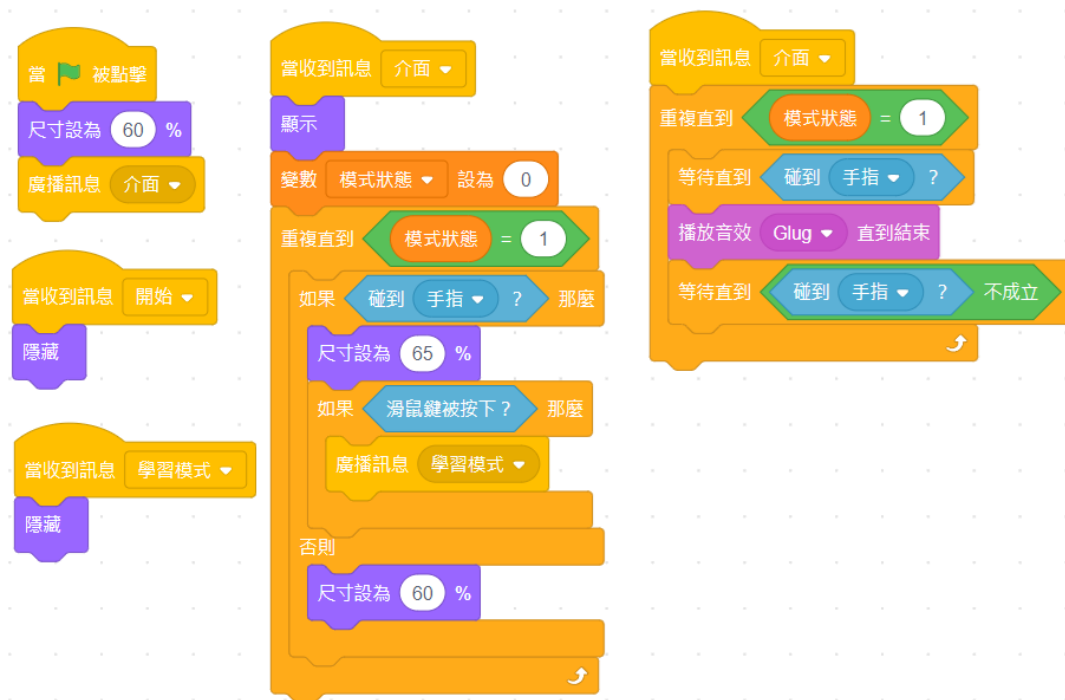 當 被點擊
尺寸設為 60 %
廣播訊息 介面
當收到訊息 開始
隱藏
當收到訊息 學習模式
隱藏
當收到訊息 介面
顯示
變數 模式狀態 設為 0
重複直到 模式狀態 = 1
如果 碰到 手指 ? 那麼
尺寸設為 65 %
如果 滑鼠鍵被按下? 那麼
廣播訊息 學習模式
否則
尺寸設為 60 %
當收到訊息 介面
重複直到 模式狀態 = 1
等待直到 碰到 手指 ?
播放音效 Glug 直到結束
等待直到 碰到 手指 ? 不成立